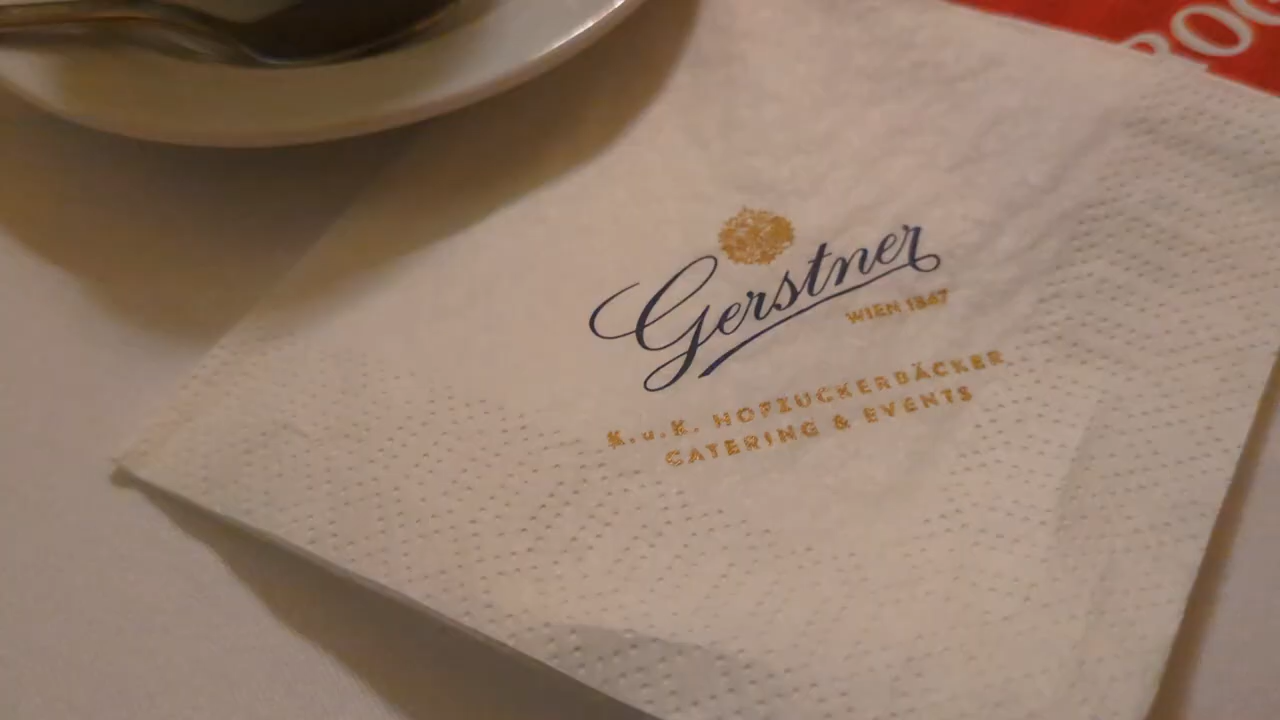 Gerstner
WIEN 1847
K.u.K. HOFZUCKERBÄCKER
CATERING & EVENTS